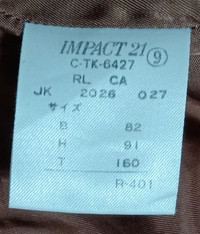 IMPACT 21 ⑨
C-TK-6427
RL CA
JK 2026 027
サイズ
B 82
H 91
T 160
R-401